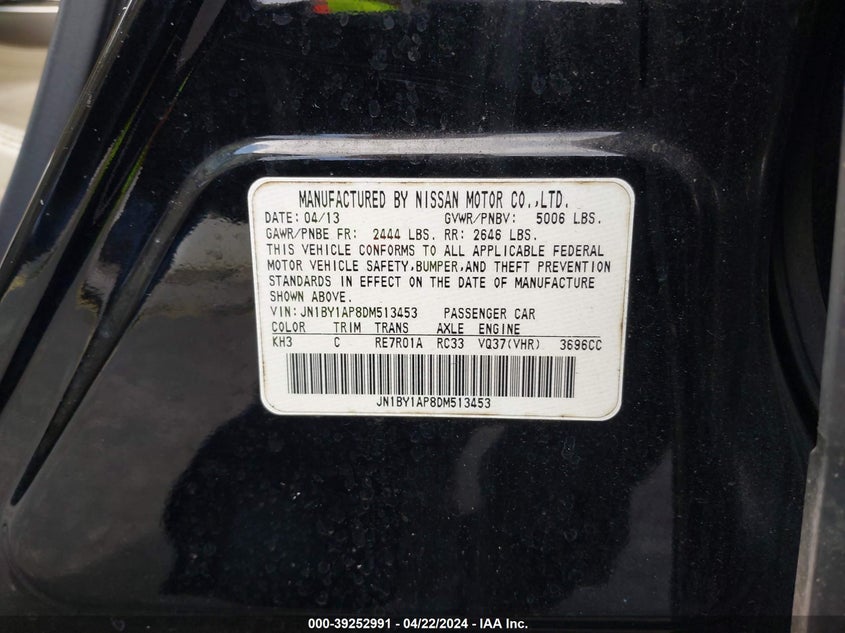 MANUFACTURED BY NISSAN MOTOR CO.,LTD.
DATE: 04/13 GVWR/PNBV: 5006 LBS.
GAWR/PNBE FR: 2444 LBS. RR: 2646 LBS.
THIS VEHICLE CONFORMS TO ALL APPLICABLE FEDERAL
MOTOR VEHICLE SAFETY,BUMPER,AND THEFT PREVENTION
STANDARDS IN EFFECT ON THE DATE OF MANUFACTURE
SHOWN ABOVE.
VIN: JN1BY1AP8DM513453 PASSENGER CAR
COLOR TRIM TRANS AXLE ENGINE
KH3 C RE7R01A RC33 VQ37(VHR) 3696CC
JN1BY1AP8DM513453
000-39252991 - 04/22/2024 - IAA Inc.